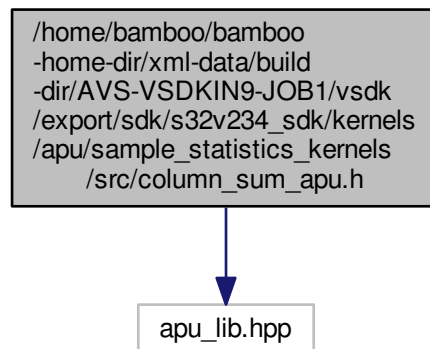 /home/bamboo/bamboo
-home-dir/xml-data/build
-dir/AVS-VSDKIN9-JOB1/vsdk
/export/sdk/s32v234_sdk/kernels
/apu/sample_statistics_kernels
/src/column_sum_apu.h
apu_lib.hpp